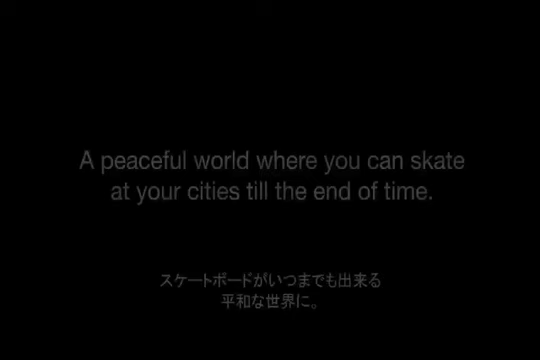 A peaceful world where you can skate
at your cities till the end of time.
スケートボードがいつまでも出来る
平和な世界に。